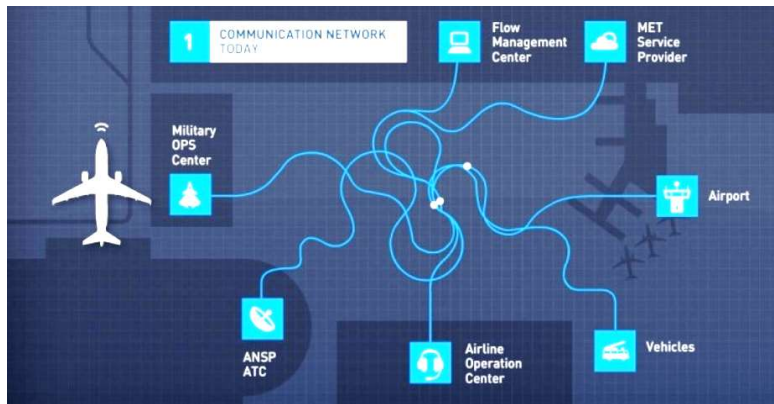 1
COMMUNICATION NETWORK
TODAY
Flow
Management
Center
MET
Service
Provider
Military
OPS
Center
Airport
ANSP
ATC
Airline
Operation
Center
Vehicles